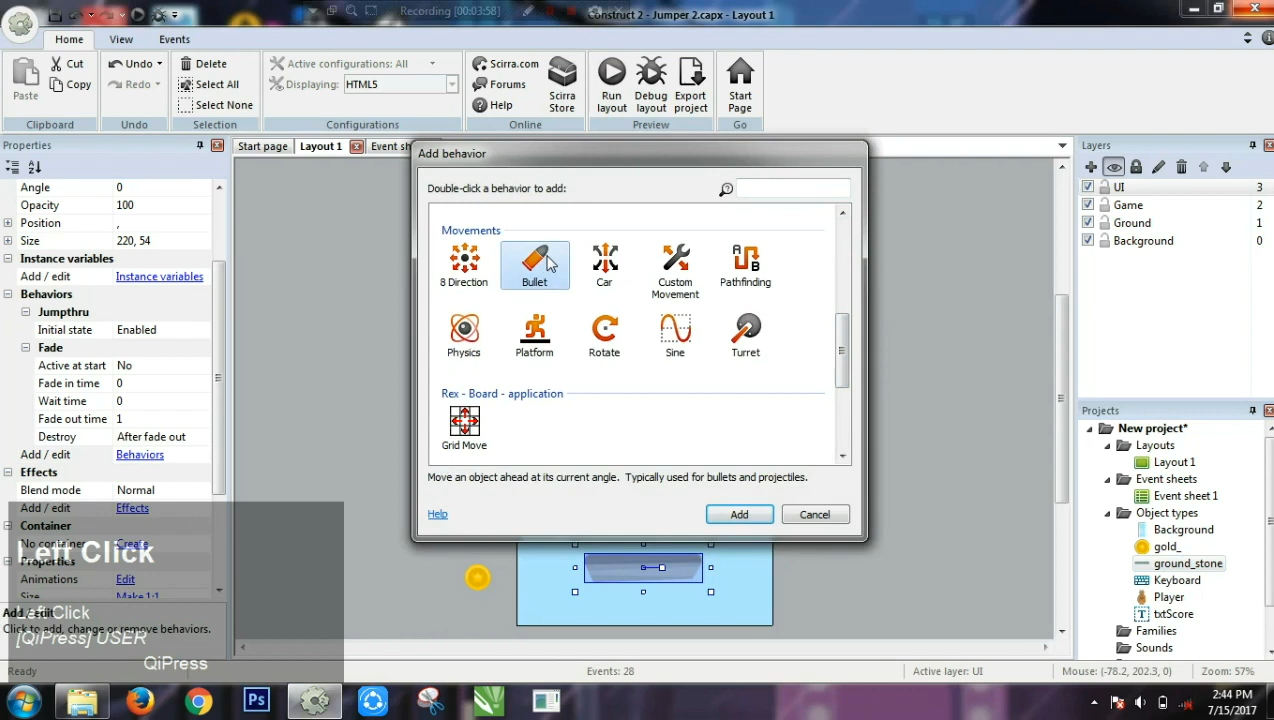 Recording [00:03:58]
Construct 2 - Jumper 2.capx - Layout 1
Home
View
Events
Paste
Cut
Copy
Clipboard
Undo
Redo
Undo
Delete
Select All
Select None
Selection
Active configurations: All
Displaying:
HTML5
Configurations
Scirra.com
Forums
Help
Scirra Store
Online
Run layout
Debug layout
Export project
Preview
Start Page
Go
Properties
Angle 0
Opacity 100
Position ,
Size 220, 54
Instance variables
Add / edit Instance variables
Behaviors
Jumpthru
Initial state Enabled
Fade
Active at start No
Fade in time 0
Wait time 0
Fade out time 1
Destroy After fade out
Add / edit Behaviors
Effects
Blend mode Normal
Add / edit Effects
Container
No container Create
Properties
Animations Edit
Size Make 1:1
Add / edit
Click to add, change or remove behaviors.
Left Click
Left Click
[QiPress] USER
QiPress
Start page
Layout 1
Event sh
Add behavior
Double-click a behavior to add:
Movements
8 Direction
Bullet
Car
Custom Movement
Pathfinding
Physics
Platform
Rotate
Sine
Turret
Rex - Board - application
Grid Move
Move an object ahead at its current angle. Typically used for bullets and projectiles.
Help
Add
Cancel
Layers
UI 3
Game 2
Ground 1
Background 0
Projects
New project*
Layouts
Layout 1
Event sheets
Event sheet 1
Object types
Background
gold_
ground_stone
Keyboard
Player
txtScore
Families
Sounds
Ready
Events: 28
Active layer: UI
Mouse: (-78.2, 202.3, 0)
Zoom: 57%
Ps
2:44 PM
7/15/2017